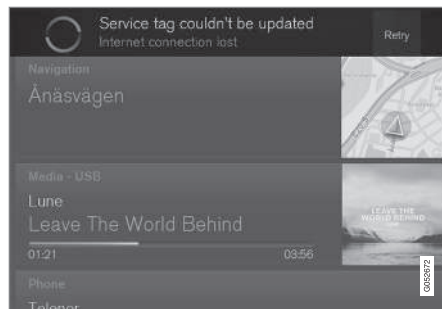 Service tag couldn't be updated
Internet connection lost
Retry
Navigation
Ånäsvägen
Media - USB
Lune
Leave The World Behind
01:21
03:56
LEAVE THE
WORLD BEHIND
Phone
Telenor
G052672